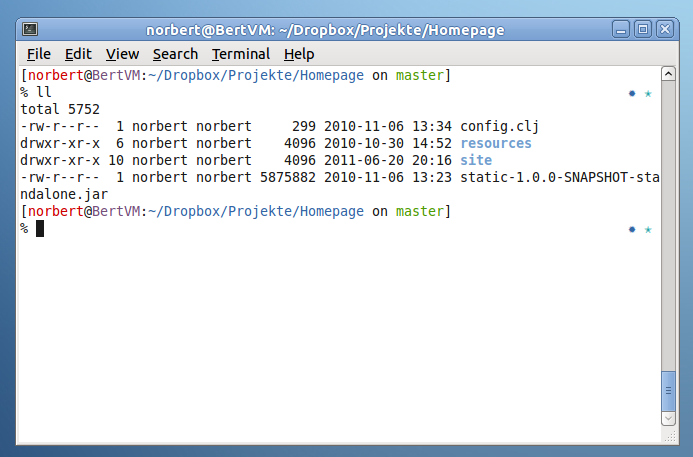 norbert@BertVM: ~/Dropbox/Projekte/Homepage
File Edit View Search Terminal Help
[norbert@BertVM:~/Dropbox/Projekte/Homepage on master]
% ll
total 5752
-rw-r--r--  1 norbert norbert     299 2010-11-06 13:34 config.clj
drwxr-xr-x  6 norbert norbert    4096 2010-10-30 14:52 resources
drwxr-xr-x 10 norbert norbert    4096 2011-06-20 20:16 site
-rw-r--r--  1 norbert norbert 5875882 2010-11-06 13:23 static-1.0.0-SNAPSHOT-sta
ndalone.jar
[norbert@BertVM:~/Dropbox/Projekte/Homepage on master]
%